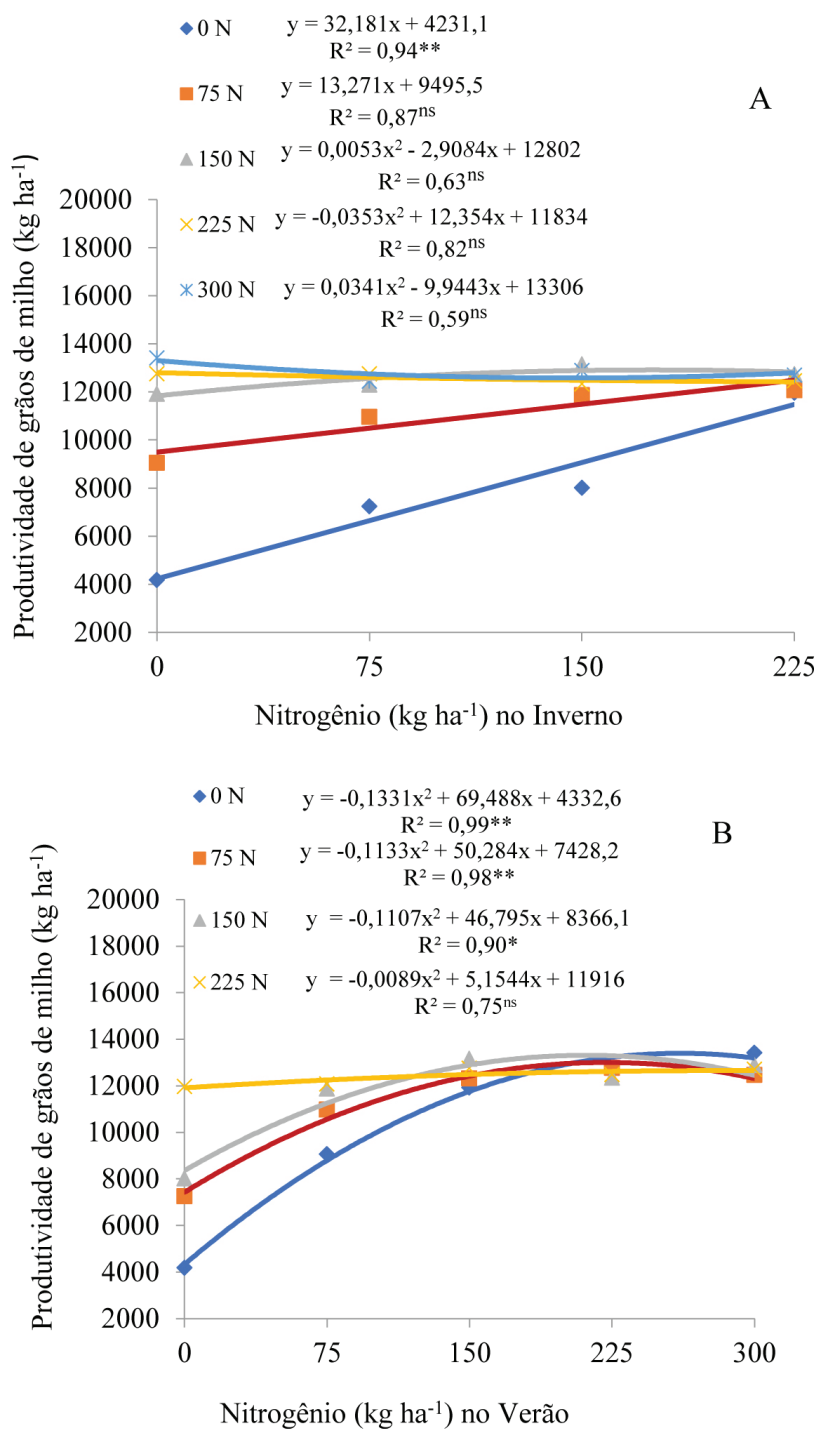 0 N y = 32,181x + 4231,1
R² = 0,94**
75 N y = 13,271x + 9495,5
R² = 0,87ns
A
150 N y = 0,0053x² - 2,9084x + 12802
R² = 0,63ns
225 N y = -0,0353x² + 12,354x + 11834
R² = 0,82ns
300 N y = 0,0341x² - 9,9443x + 13306
R² = 0,59ns
Produtividade de grãos de milho (kg ha⁻¹)
20000
18000
16000
14000
12000
10000
8000
6000
4000
2000
0 75 150 225
Nitrogênio (kg ha⁻¹) no Inverno
0 N y = -0,1331x² + 69,488x + 4332,6
R² = 0,99**
B
75 N y = -0,1133x² + 50,284x + 7428,2
R² = 0,98**
150 N y = -0,1107x² + 46,795x + 8366,1
R² = 0,90*
225 N y = -0,0089x² + 5,1544x + 11916
R² = 0,75ns
Produtividade de grãos de milho (kg ha⁻¹)
20000
18000
16000
14000
12000
10000
8000
6000
4000
2000
0 75 150 225 300
Nitrogênio (kg ha⁻¹) no Verão